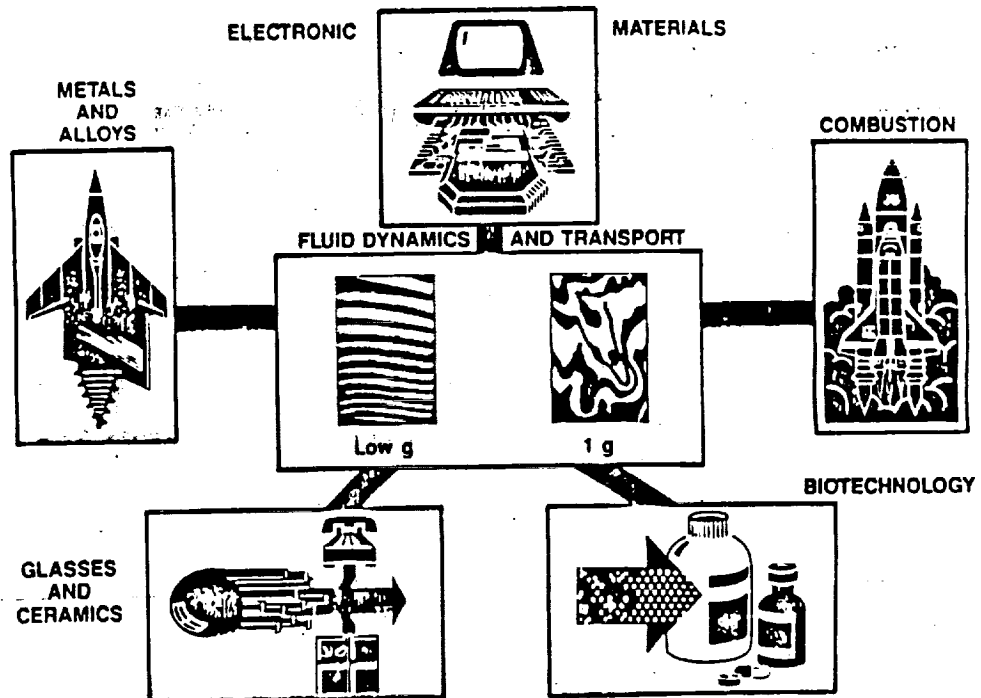 ELECTRONIC MATERIALS
METALS
AND
ALLOYS
COMBUSTION
FLUID DYNAMICS AND TRANSPORT
Low g
1 g
BIOTECHNOLOGY
GLASSES
AND
CERAMICS